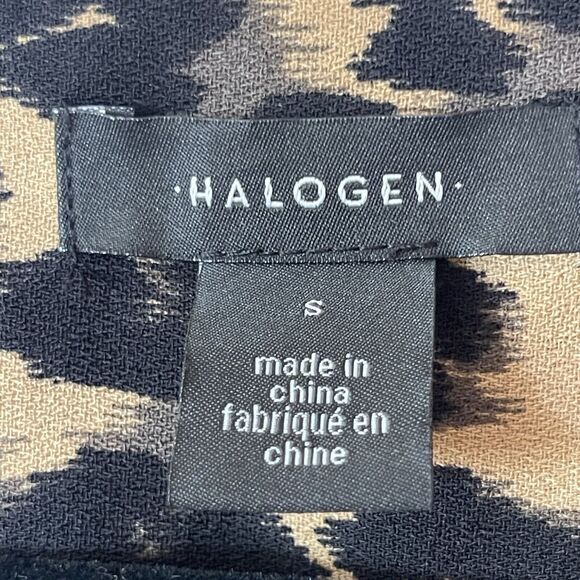 ·HALOGEN·
s
made in
china
fabriqué en
chine